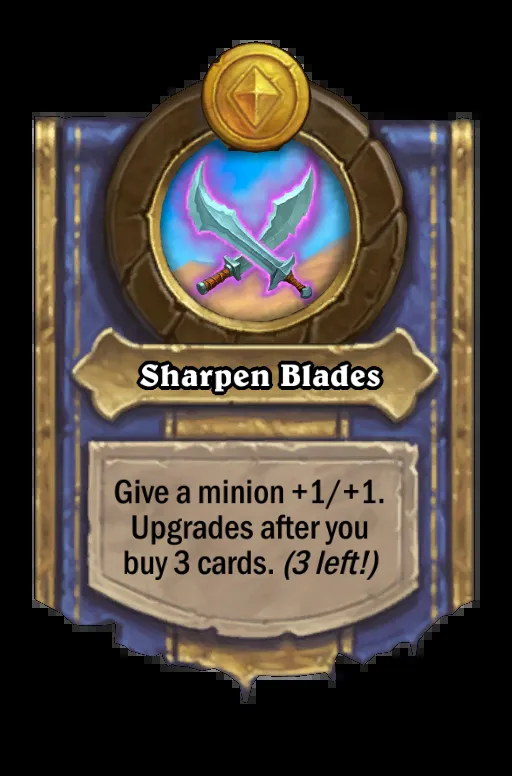 Sharpen Blades
Give a minion +1/+1.
Upgrades after you
buy 3 cards. (3 left!)